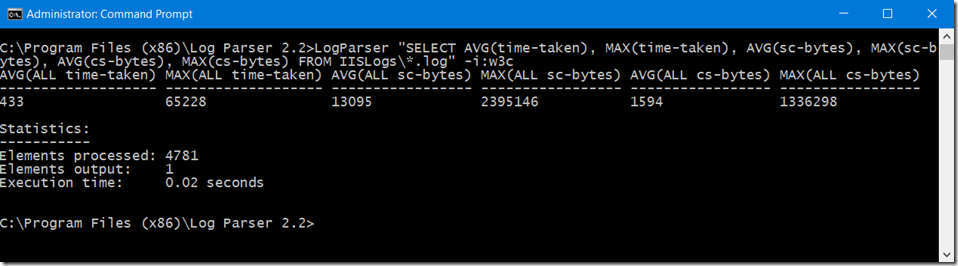 Administrator: Command Prompt
C:\Program Files (x86)\Log Parser 2.2>LogParser "SELECT AVG(time-taken), MAX(time-taken), AVG(sc-bytes), MAX(sc-b
ytes), AVG(cs-bytes), MAX(cs-bytes) FROM IISLogs\*.log" -i:w3c
AVG(ALL time-taken) MAX(ALL time-taken) AVG(ALL sc-bytes) MAX(ALL sc-bytes) AVG(ALL cs-bytes) MAX(ALL cs-bytes)
------------------- ------------------- ----------------- ----------------- ----------------- -----------------
433                 65228               13095             2395146           1594              1336298
Statistics:
-----------
Elements processed: 4781
Elements output:    1
Execution time:     0.02 seconds
C:\Program Files (x86)\Log Parser 2.2>